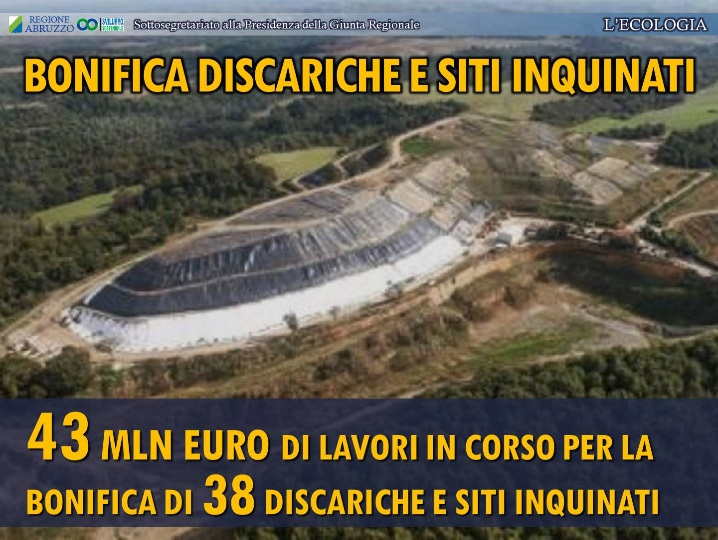 REGIONE
ABRUZZO
Sottosegretariato alla Presidenza della Giunta Regionale
L'ECOLOGIA
BONIFICA DISCARICHE E SITI INQUINATI
43 MLN EURO DI LAVORI IN CORSO PER LA
BONIFICA DI 38 DISCARICHE E SITI INQUINATI